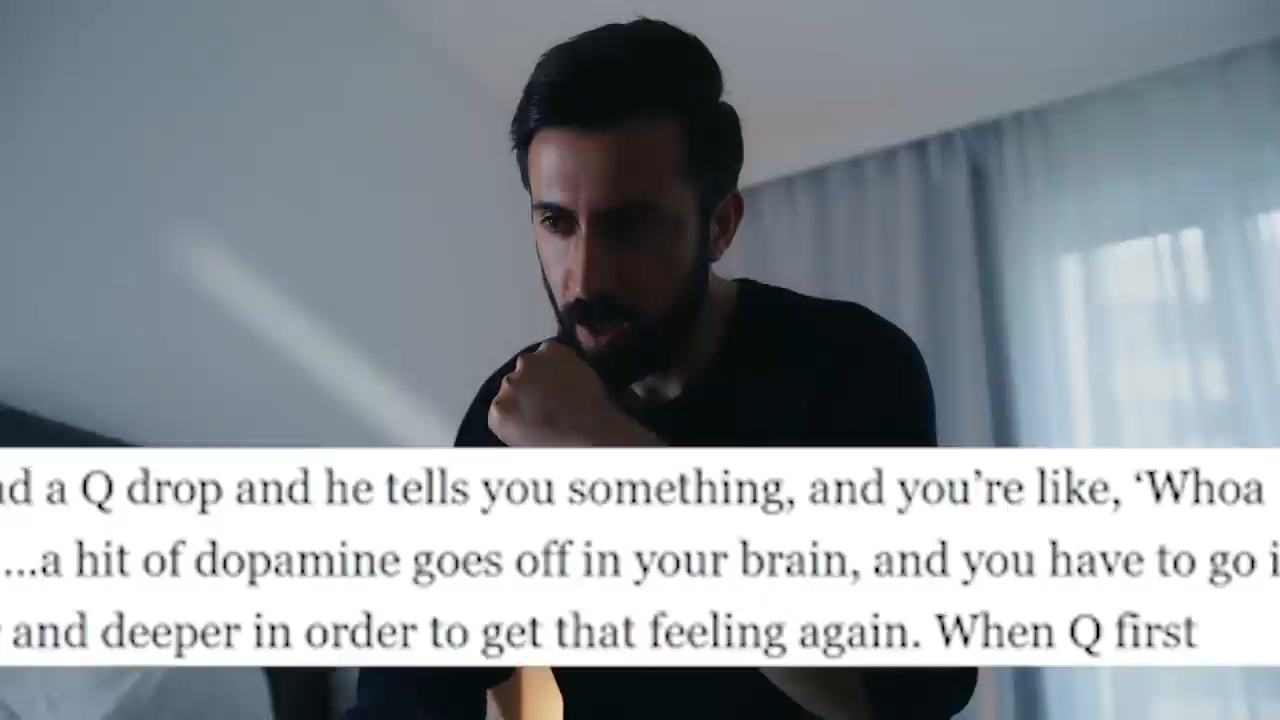 a Q drop and he tells you something, and you’re like, ‘Whoa
...a hit of dopamine goes off in your brain, and you have to go
and deeper in order to get that feeling again. When Q first